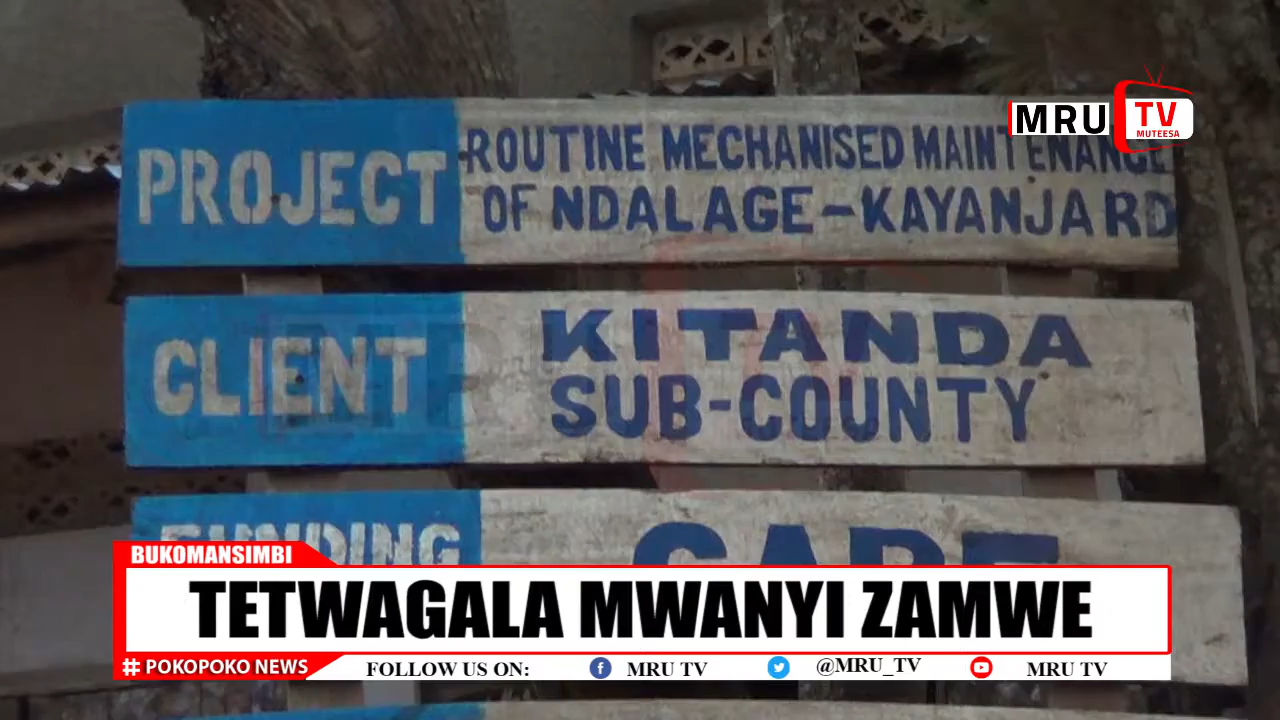 MRU TV
MUTEESA
PROJECT
ROUTINE MECHANISED MAINTENANCE
OF NDALAGE-KAYANJA RD
CLIENT
KITANDA
SUB-COUNTY
FUNDING
BUKOMANSIMBI
TETWAGALA MWANYI ZAMWE
# POKOPOKO NEWS
FOLLOW US ON:
MRU TV
@MRU_TV
MRU TV